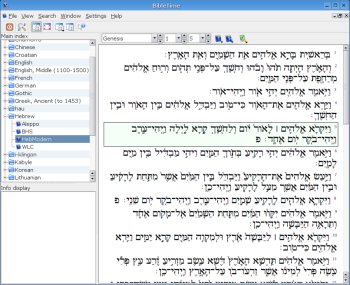 BibleTime
File View Search Window Settings Help
Main index
Chinese
Croatian
English
English, Middle (1100-1500)
French
German
Gothic
Greek, Ancient (to 1453)
hau
Hebrew
Aleppo
BHS
HebModern
WLC
Klingon
Kabyle
Korean
Lithuanian
Info display
Genesis 1 5
בְּרֵאשִׁית בָּרָא אֱלֹהִים אֵת הַשָּׁמַיִם וְאֵת הָאָרֶץ׃
וְהָאָרֶץ הָיְתָה תֹהוּ וָבֹהוּ וְחֹשֶׁךְ עַל־פְּנֵי תְהוֹם וְרוּחַ אֱלֹהִים
מְרַחֶפֶת עַל־פְּנֵי הַמָּיִם׃
וַיֹּאמֶר אֱלֹהִים יְהִי אוֹר וַיְהִי־אוֹר׃
וַיַּרְא אֱלֹהִים אֶת־הָאוֹר כִּי־טוֹב וַיַּבְדֵּל אֱלֹהִים בֵּין הָאוֹר וּבֵין
הַחֹשֶׁךְ׃
וַיִּקְרָא אֱלֹהִים ׀ לָאוֹר יוֹם וְלַחֹשֶׁךְ קָרָא לָיְלָה וַיְהִי־עֶרֶב
וַיְהִי־בֹקֶר יוֹם אֶחָד׃ פ
וַיֹּאמֶר אֱלֹהִים יְהִי רָקִיעַ בְּתוֹךְ הַמָּיִם וִיהִי מַבְדִּיל בֵּין מַיִם
לָמָיִם׃
וַיַּעַשׂ אֱלֹהִים אֶת־הָרָקִיעַ וַיַּבְדֵּל בֵּין הַמַּיִם אֲשֶׁר מִתַּחַת לָרָקִיעַ
וּבֵין הַמַּיִם אֲשֶׁר מֵעַל לָרָקִיעַ וַיְהִי־כֵן׃
וַיִּקְרָא אֱלֹהִים לָרָקִיעַ שָׁמָיִם וַיְהִי־עֶרֶב וַיְהִי־בֹקֶר יוֹם שֵׁנִי׃ פ
וַיֹּאמֶר אֱלֹהִים יִקָּווּ הַמַּיִם מִתַּחַת הַשָּׁמַיִם אֶל־מָקוֹם אֶחָד
וְתֵרָאֶה הַיַּבָּשָׁה וַיְהִי־כֵן׃
וַיִּקְרָא אֱלֹהִים ׀ לַיַּבָּשָׁה אֶרֶץ וּלְמִקְוֵה הַמַּיִם קָרָא יַמִּים וַיַּרְא
אֱלֹהִים כִּי־טוֹב׃
וַיֹּאמֶר אֱלֹהִים תַּדְשֵׁא הָאָרֶץ דֶּשֶׁא עֵשֶׂב מַזְרִיעַ זֶרַע עֵץ פְּרִי
עֹשֶׂה פְּרִי לְמִינוֹ אֲשֶׁר זַרְעוֹ־בוֹ עַל־הָאָרֶץ וַיְהִי־כֵן׃